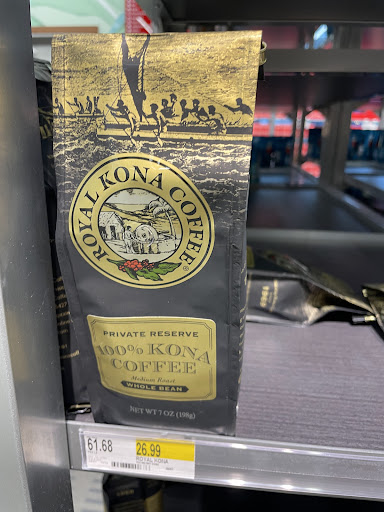 ROYAL KONA COFFEE
®
PRIVATE RESERVE
100% KONA
COFFEE
Medium Roast
WHOLE BEAN
NET WT 7 OZ (198g)
61.68 26.99
ROYAL KONA